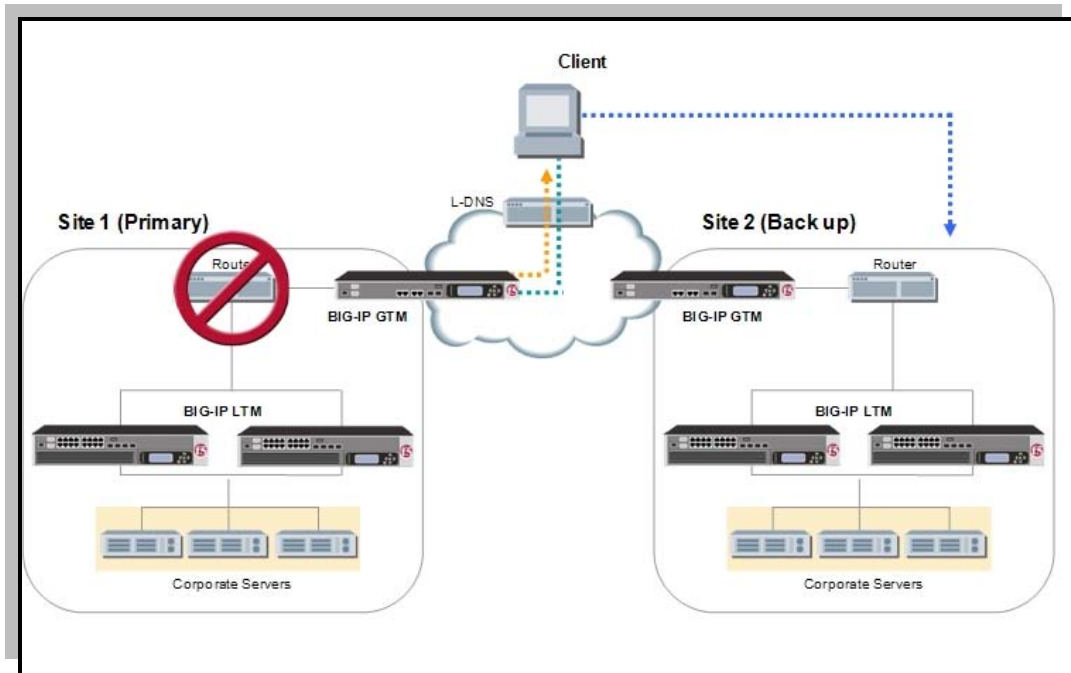 Client
L-DNS
Site 1 (Primary)
Site 2 (Back up)
Route
Router
BIG-IP GTM
BIG-IP GTM
BIG-IP LTM
BIG-IP LTM
Corporate Servers
Corporate Servers